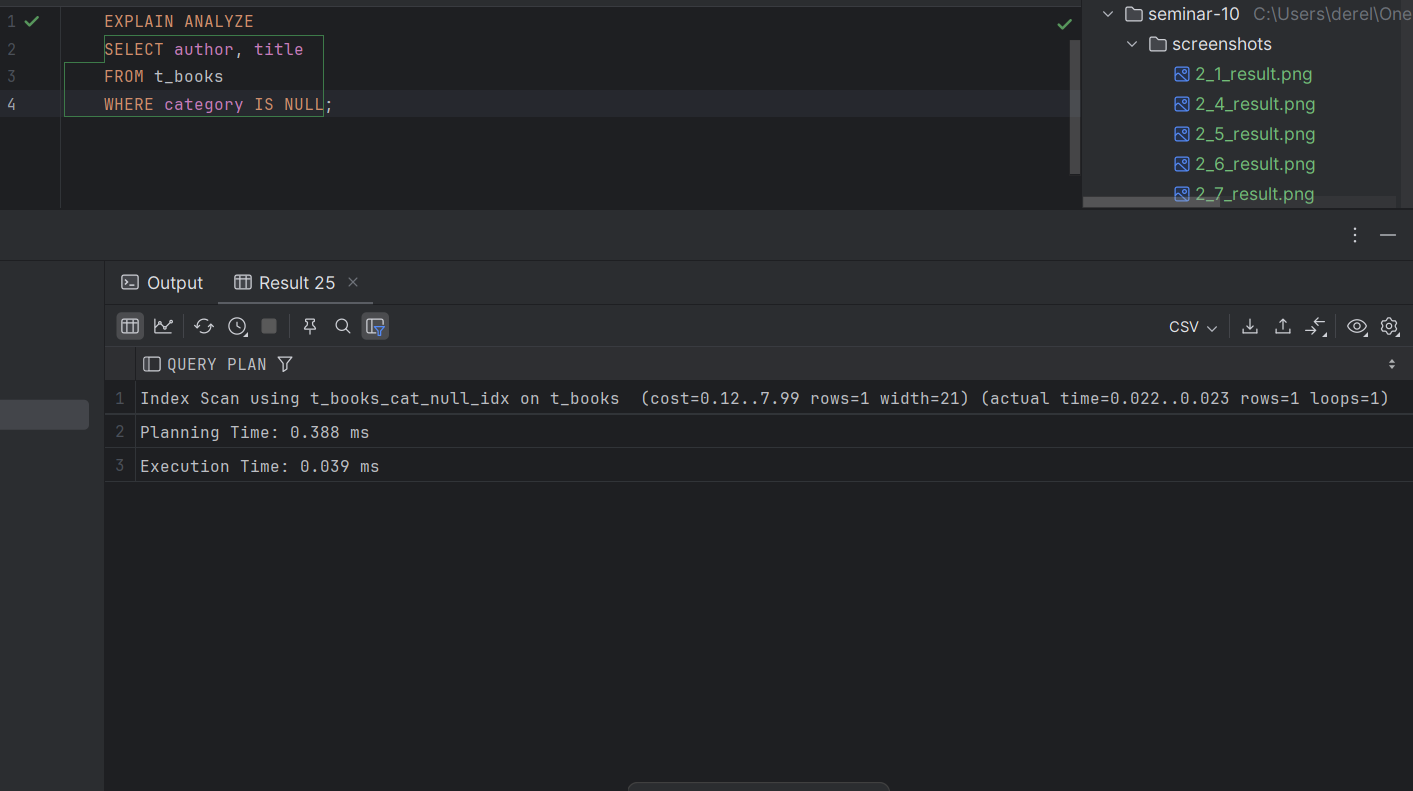 1 EXPLAIN ANALYZE
2 SELECT author, title
3 FROM t_books
4 WHERE category IS NULL;
seminar-10 C:\Users\derel\One
screenshots
2_1_result.png
2_4_result.png
2_5_result.png
2_6_result.png
2_7_result.png
Output Result 25
CSV
QUERY PLAN
1 Index Scan using t_books_cat_null_idx on t_books (cost=0.12..7.99 rows=1 width=21) (actual time=0.022..0.023 rows=1 loops=1)
2 Planning Time: 0.388 ms
3 Execution Time: 0.039 ms